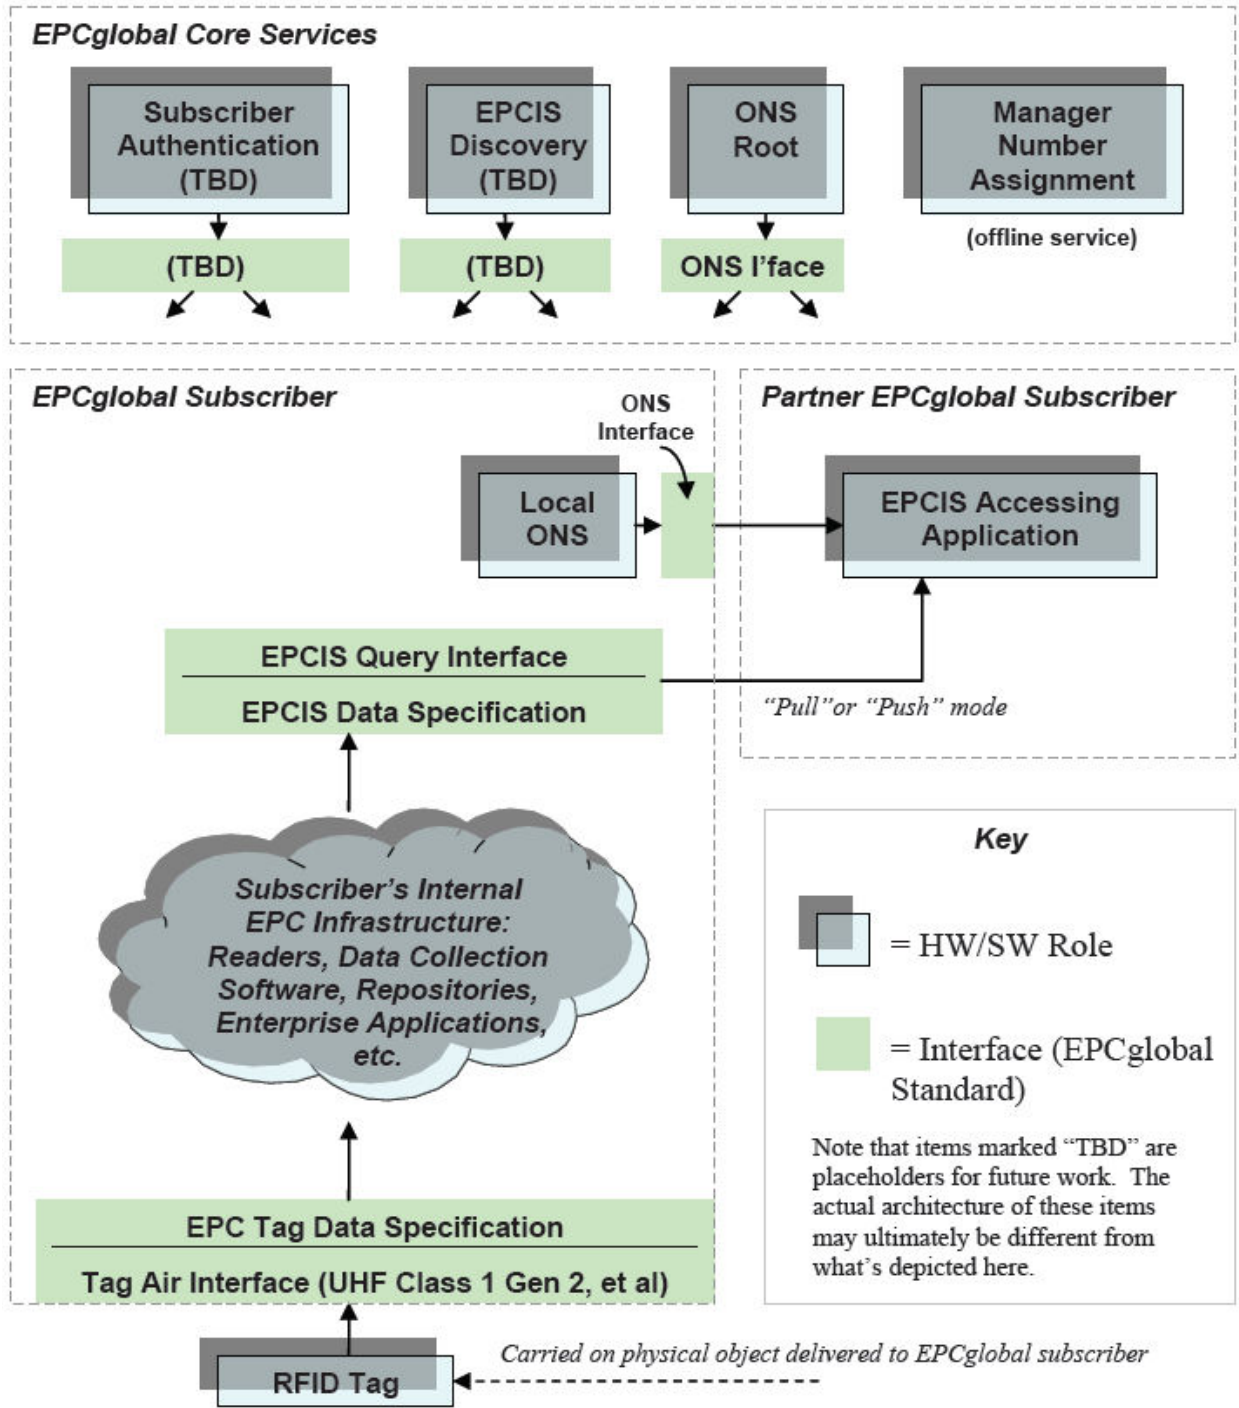 EPCglobal Core Services
Subscriber
Authentication
(TBD)
EPCIS
Discovery
(TBD)
ONS
Root
Manager
Number
Assignment
(offline service)
(TBD)
(TBD)
ONS I’face
EPCglobal Subscriber
ONS
Interface
Local
ONS
Partner EPCglobal Subscriber
EPCIS Accessing
Application
EPCIS Query Interface
EPCIS Data Specification
“Pull”or “Push” mode
Subscriber’s Internal
EPC Infrastructure:
Readers, Data Collection
Software, Repositories,
Enterprise Applications,
etc.
Key
= HW/SW Role
= Interface (EPCglobal
Standard)
Note that items marked “TBD” are
placeholders for future work.  The
actual architecture of these items
may ultimately be different from
what’s depicted here.
EPC Tag Data Specification
Tag Air Interface (UHF Class 1 Gen 2, et al)
RFID Tag
Carried on physical object delivered to EPCglobal subscriber